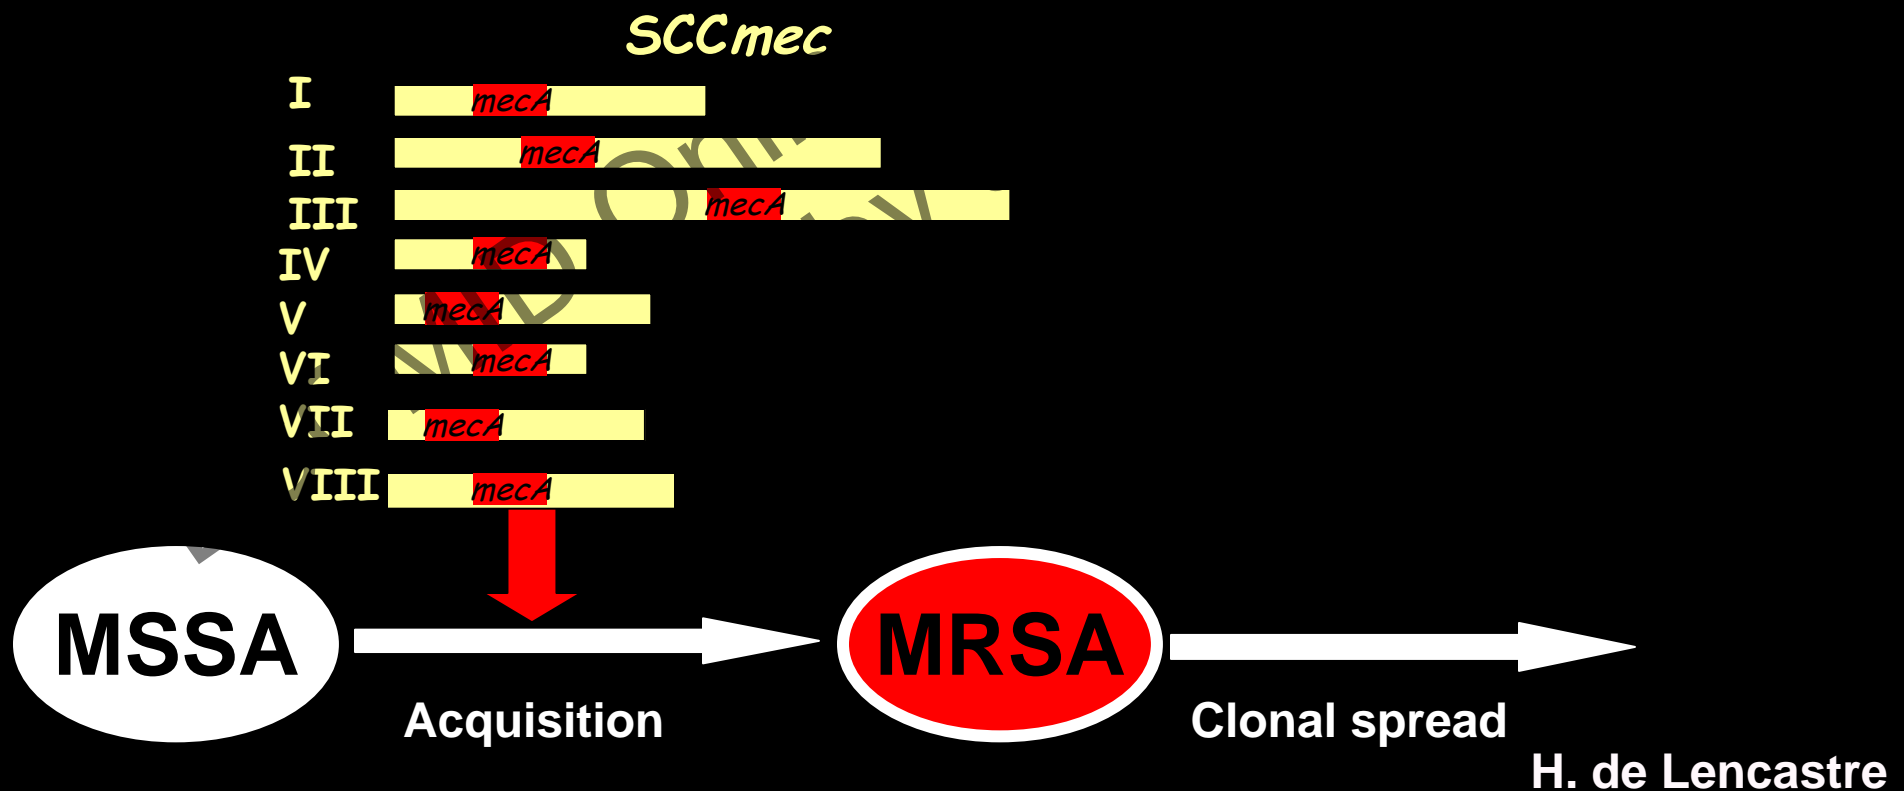 SCCmec
I mecA
II mecA
III mecA
IV mecA
V mecA
VI mecA
VII mecA
VIII mecA
MSSA
MRSA
Acquisition
Clonal spread
H. de Lencastre